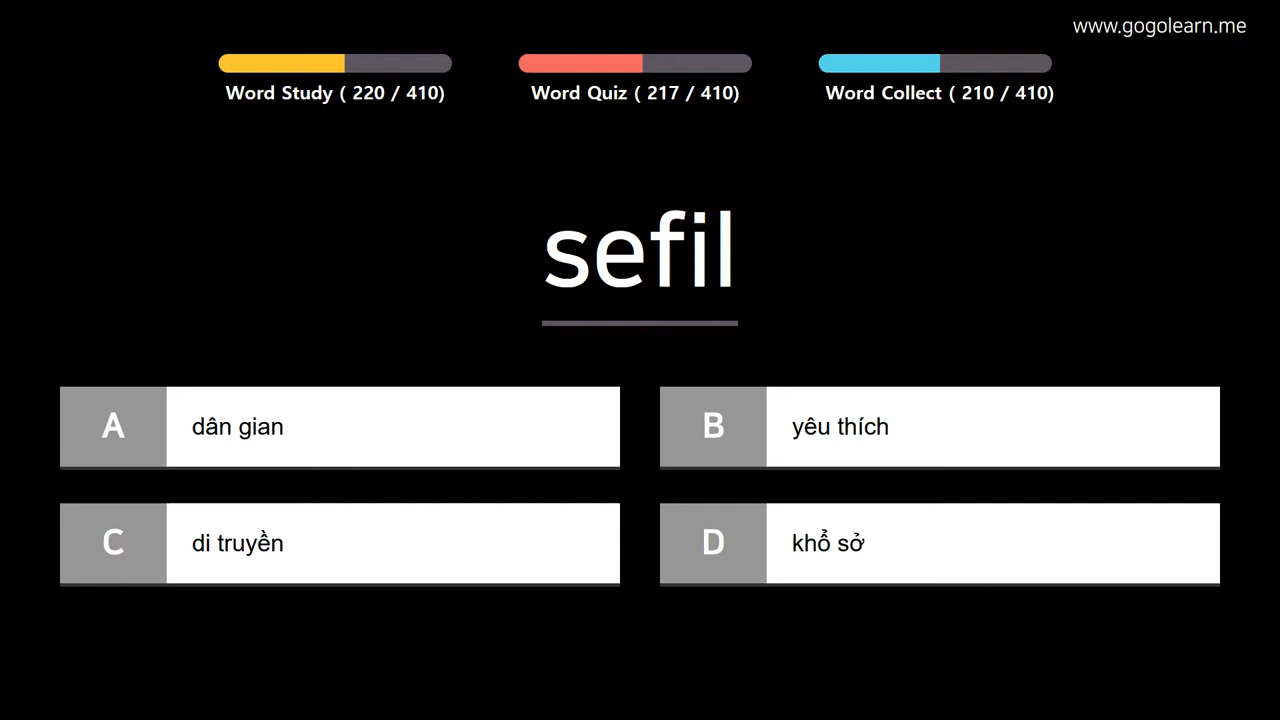 www.gogolearn.me
Word Study ( 220 / 410)
Word Quiz ( 217 / 410)
Word Collect ( 210 / 410)
sefil
A
dân gian
B
yêu thích
C
di truyền
D
khổ sở